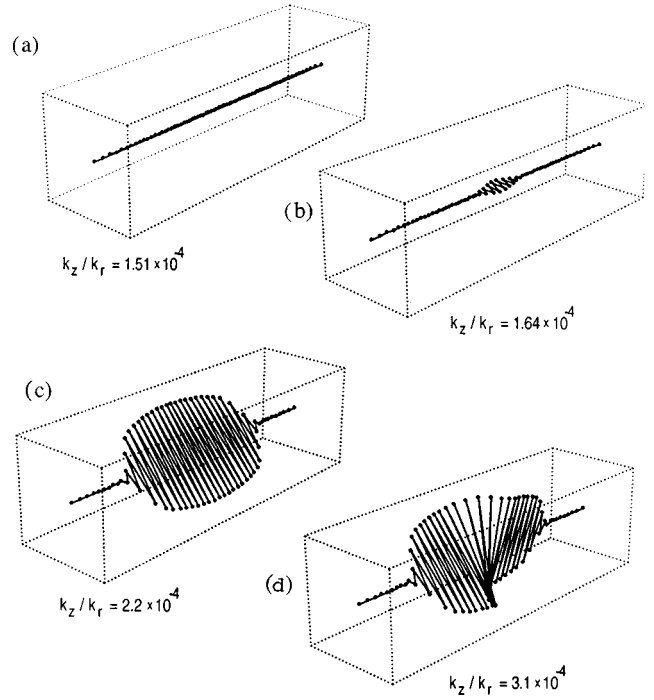 (a)
k_z / k_r = 1.51 × 10^-4
(b)
k_z / k_r = 1.64 × 10^-4
(c)
k_z / k_r = 2.2 × 10^-4
(d)
k_z / k_r = 3.1 × 10^-4